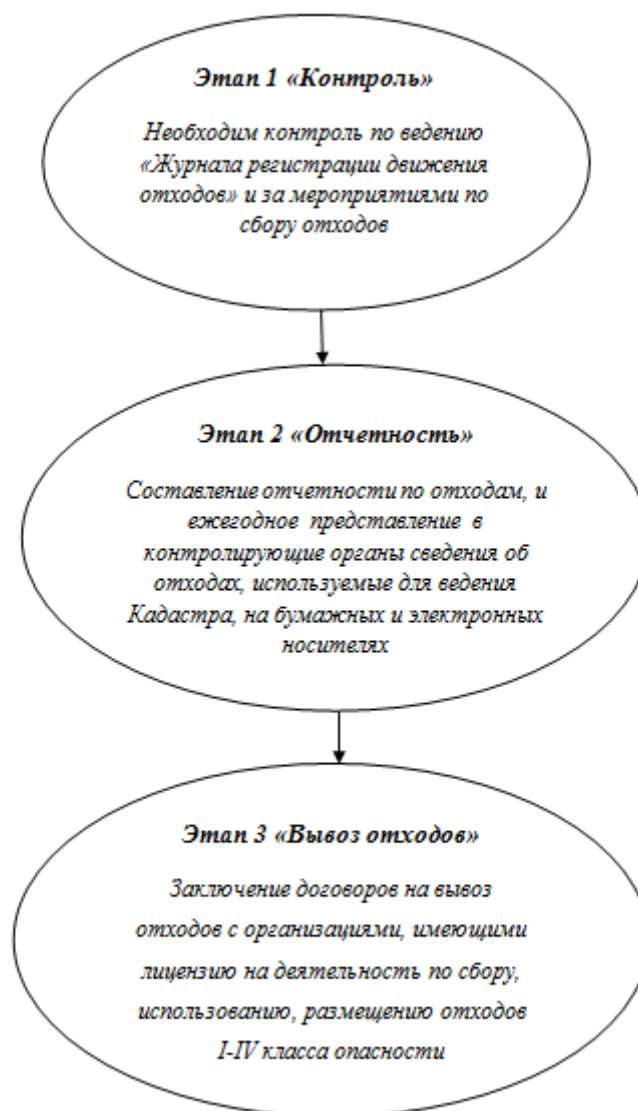 Этап 1 «Контроль»
Необходим контроль по ведению
«Журнала регистрации движения
отходов» и за мероприятиями по
сбору отходов
Этап 2 «Отчетность»
Составление отчетности по отходам, и
ежегодное представление в
контролирующие органы сведения об
отходах, используемые для ведения
Кадастра, на бумажных и электронных
носителях
Этап 3 «Вывоз отходов»
Заключение договоров на вывоз
отходов с организациями, имеющими
лицензию на деятельность по сбору,
использованию, размещению отходов
I-IV класса опасности